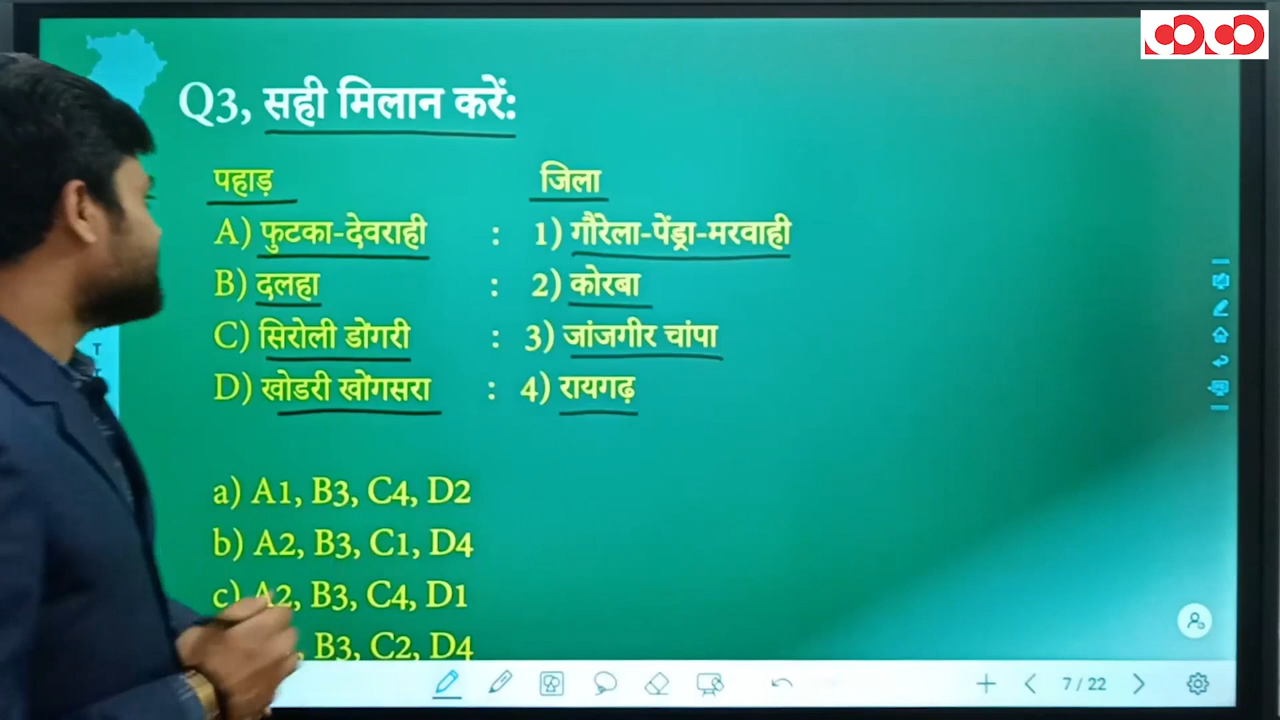 Q3, सही मिलान करें:
पहाड़ जिला
A) फुटका-देवराही : 1) गौरेला-पेंड्रा-मरवाही
B) दलहा : 2) कोरबा
C) सिरोली डोंगरी : 3) जांजगीर चांपा
D) खोडरी खोंगसरा : 4) रायगढ़
a) A1, B3, C4, D2
b) A2, B3, C1, D4
c) A2, B3, C4, D1
, B3, C2, D4
7 / 22